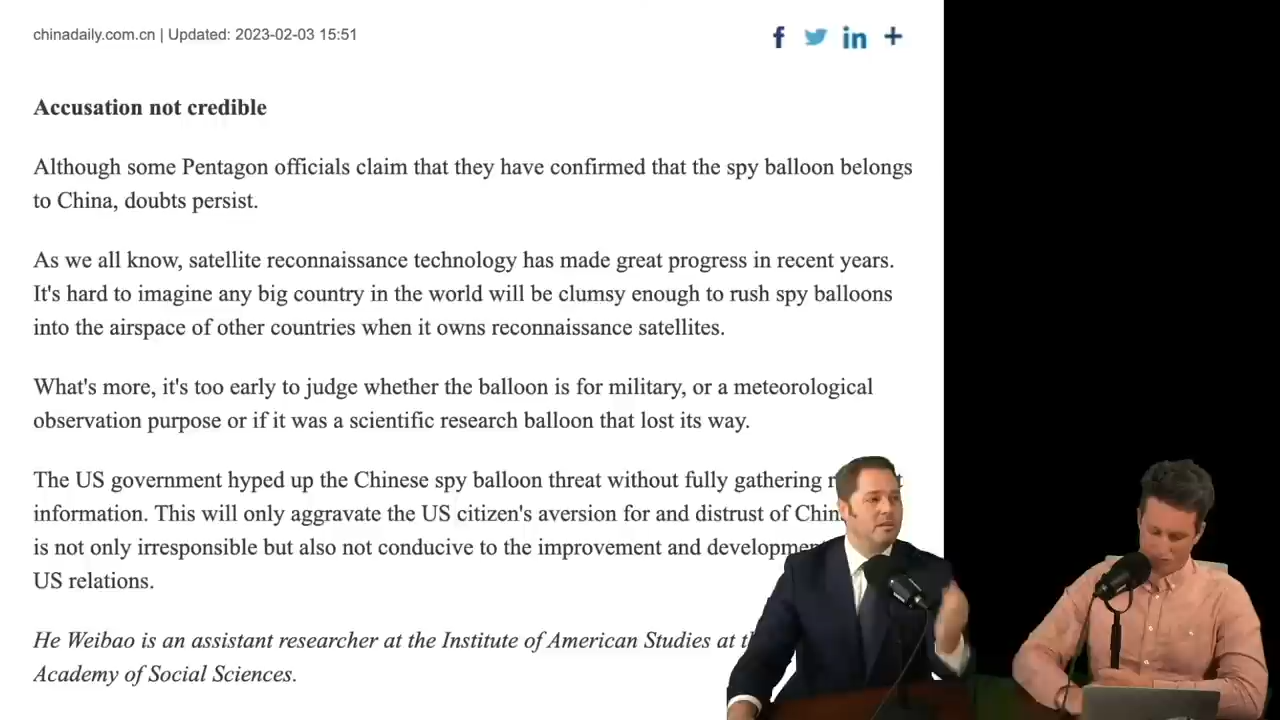 chinadaily.com.cn | Updated: 2023-02-03 15:51
Accusation not credible
Although some Pentagon officials claim that they have confirmed that the spy balloon belongs
to China, doubts persist.
As we all know, satellite reconnaissance technology has made great progress in recent years.
It's hard to imagine any big country in the world will be clumsy enough to rush spy balloons
into the airspace of other countries when it owns reconnaissance satellites.
What's more, it's too early to judge whether the balloon is for military, or a meteorological
observation purpose or if it was a scientific research balloon that lost its way.
The US government hyped up the Chinese spy balloon threat without fully gathering
information. This will only aggravate the US citizen's aversion for and distrust of
is not only irresponsible but also not conducive to the improvement and
US relations.
He Weibao is an assistant researcher at the Institute of American Studies at
Academy of Social Sciences.